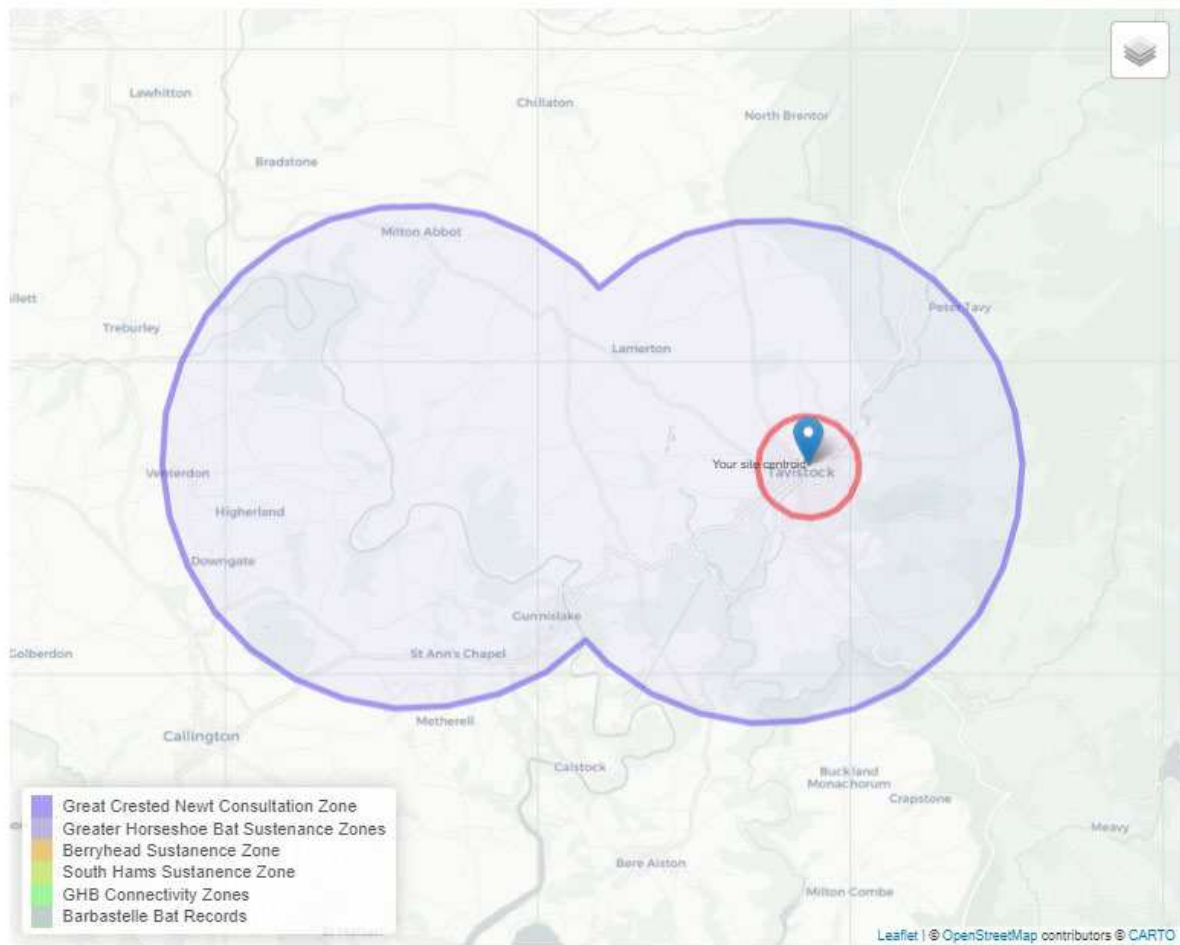 Lawhitton
Chillaton
North Brentor
Bradstone
Milton Abbot
Peter Tavy
Treburley
Lamerton
Your site centroid
Tavistock
Venterdon
Higherland
Downgate
Gunnislake
Golberdon
St Ann's Chapel
Metherell
Callington
Calstock
Buckland
Monachorum
Crapstone
Meavy
Bere Alston
Milton Combe
Great Crested Newt Consultation Zone
Greater Horseshoe Bat Sustenance Zones
Berryhead Sustanence Zone
South Hams Sustanence Zone
GHB Connectivity Zones
Barbastelle Bat Records
Leaflet | © OpenStreetMap contributors © CARTO